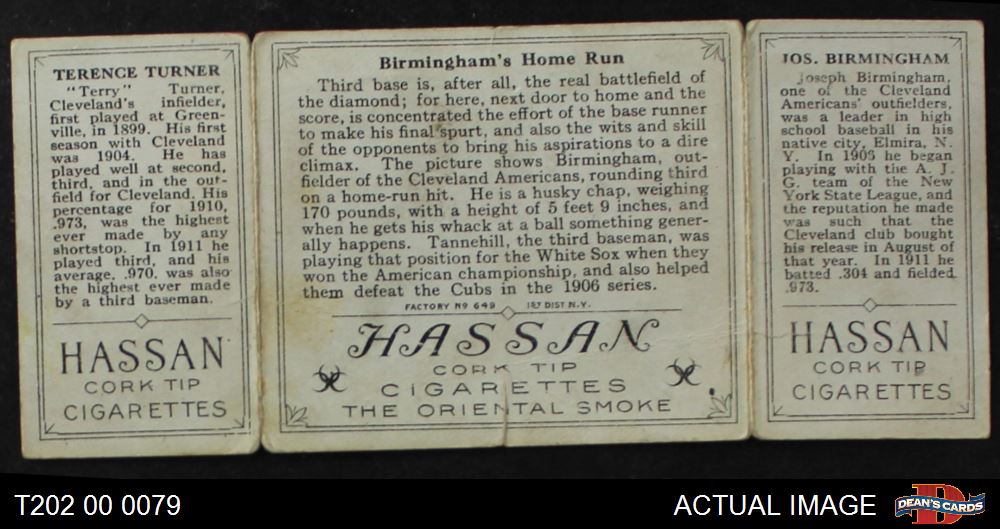 TERENCE TURNER
"Terry" Turner,
Cleveland's infielder,
first played at Green-
ville, in 1899. His first
season with Cleveland
was 1904. He has
played well at second,
third, and in the out-
field for Cleveland. His
percentage for 1910,
.973, was the highest
ever made by any
shortstop. In 1911 he
played third, and his
average, .970, was also
the highest ever made
by a third baseman.
HASSAN
CORK TIP
CIGARETTES
Birmingham's Home Run
Third base is, after all, the real battlefield of
the diamond; for here, next door to home and the
score, is concentrated the effort of the base runner
to make his final spurt, and also the wits and skill
of the opponents to bring his aspirations to a dire
climax. The picture shows Birmingham, out-
fielder of the Cleveland Americans, rounding third
on a home-run hit. He is a husky chap, weighing
170 pounds, with a height of 5 feet 9 inches, and
when he gets his whack at a ball something gener-
ally happens. Tannehill, the third baseman, was
playing that position for the White Sox when they
won the American championship, and also helped
them defeat the Cubs in the 1906 series.
FACTORY Nº 649 1ST DIST N.Y.
HASSAN
CORK TIP
CIGARETTES
THE ORIENTAL SMOKE
JOS. BIRMINGHAM
Joseph Birmingham,
one of the Cleveland
Americans' outfielders,
was a leader in high
school baseball in his
native city, Elmira, N.
Y. In 1905 he began
playing with the A. J.
G. team of the New
York State League, and
the reputation he made
was such that the
Cleveland club bought
his release in August of
that year. In 1911 he
batted .304 and fielded
.973.
HASSAN
CORK TIP
CIGARETTES
T202 00 0079
ACTUAL IMAGE
D
DEAN'S CARDS